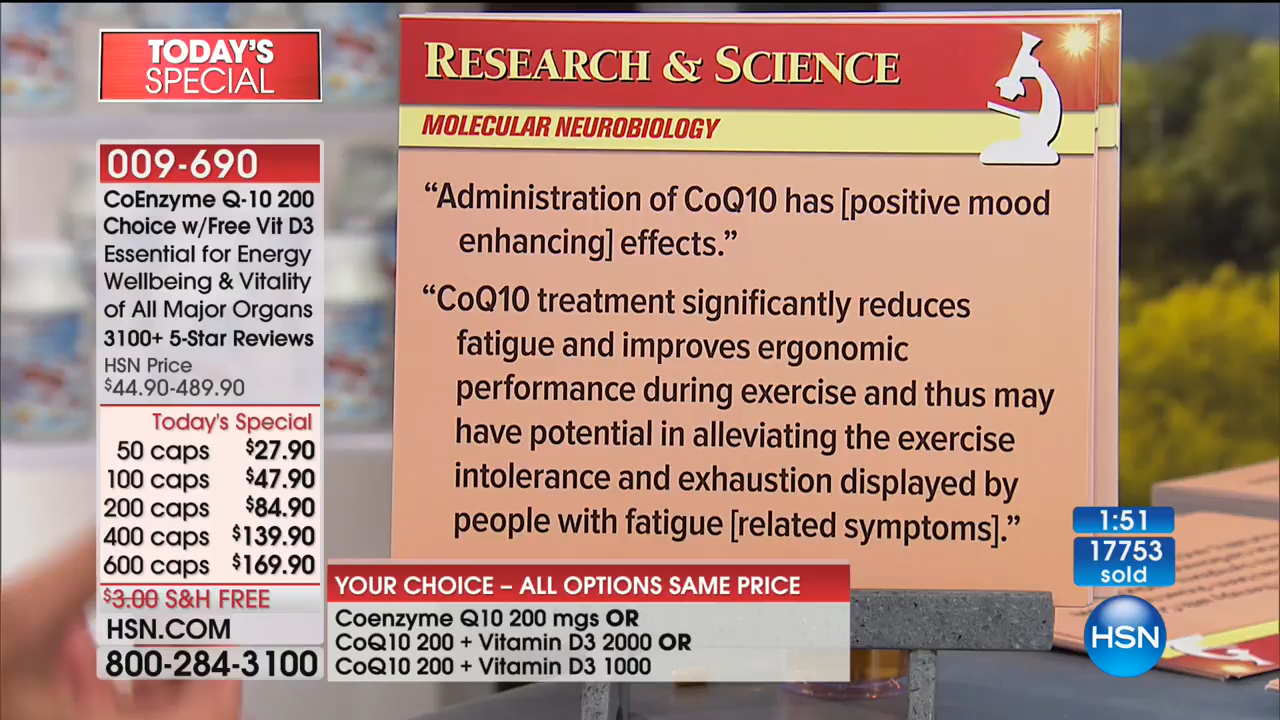 TODAY'S
SPECIAL
009-690
CoEnzyme Q-10 200
Choice w/Free Vit D3
Essential for Energy
Wellbeing & Vitality
of All Major Organs
3100+ 5-Star Reviews
HSN Price
$44.90-489.90
Today's Special
50 caps $27.90
100 caps $47.90
200 caps $84.90
400 caps $139.90
600 caps $169.90
$3.00 S&H FREE
HSN.COM
800-284-3100
RESEARCH & SCIENCE
MOLECULAR NEUROBIOLOGY
“Administration of CoQ10 has [positive mood
enhancing] effects.”
“CoQ10 treatment significantly reduces
fatigue and improves ergonomic
performance during exercise and thus may
have potential in alleviating the exercise
intolerance and exhaustion displayed by
people with fatigue [related symptoms].”
YOUR CHOICE – ALL OPTIONS SAME PRICE
Coenzyme Q10 200 mgs OR
CoQ10 200 + Vitamin D3 2000 OR
CoQ10 200 + Vitamin D3 1000
1:51
17753
sold
HSN